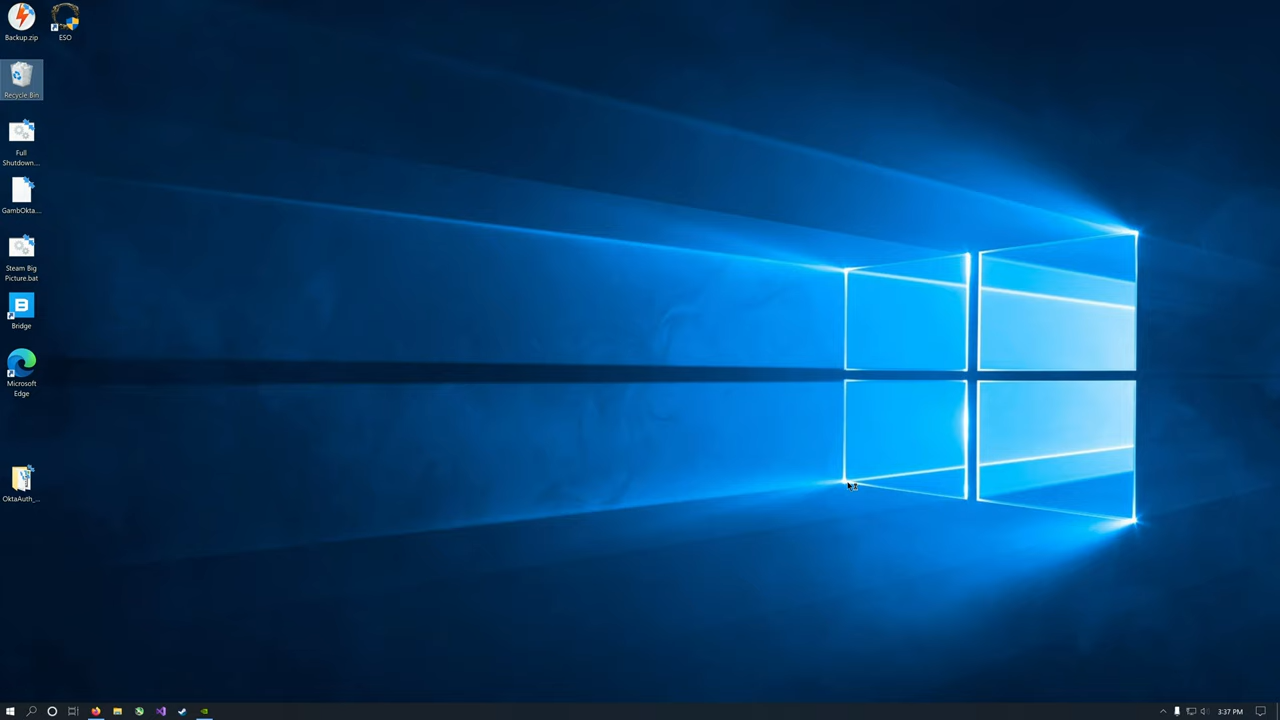 Backup.zip
ESO
Recycle Bin
Full
Shutdown...
GambOkta....
Steam Big
Picture.bat
Bridge
Microsoft
Edge
OktaAuth_...
3:37 PM